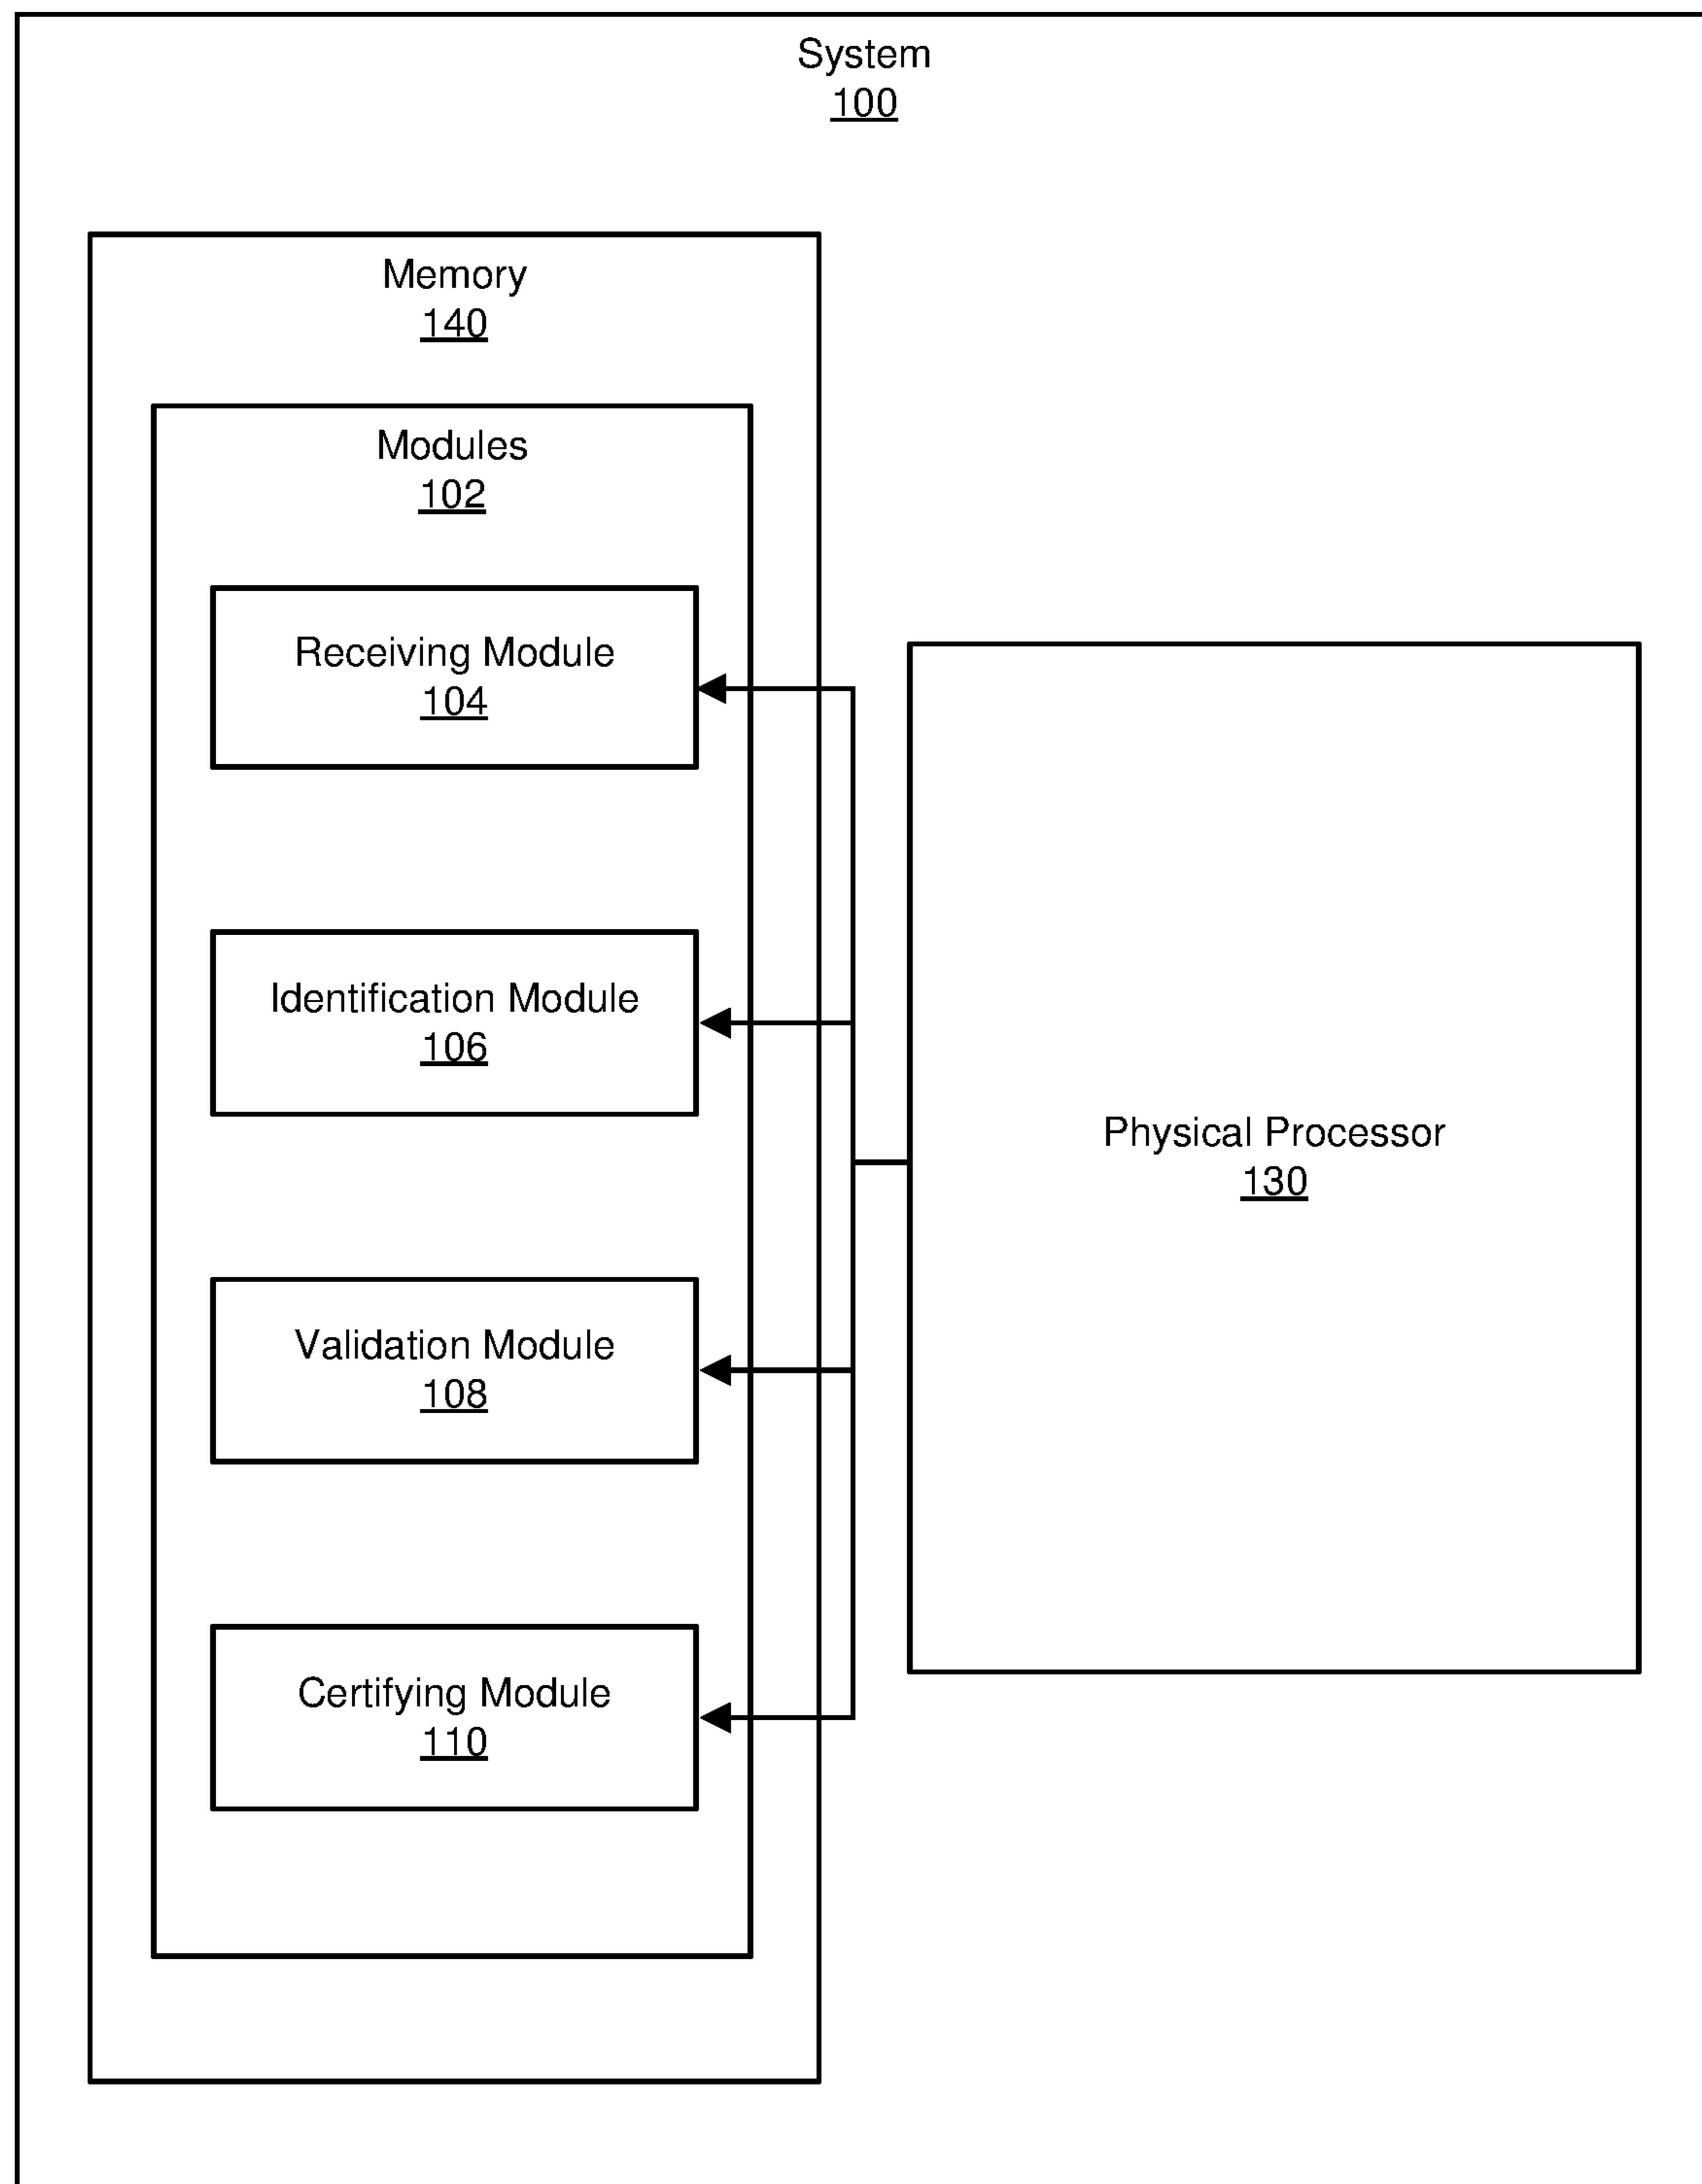 System
100
Memory
140
Modules
102
Receiving Module
104
Identification Module
106
Physical Processor
130
Validation Module
108
Certifying Module
110